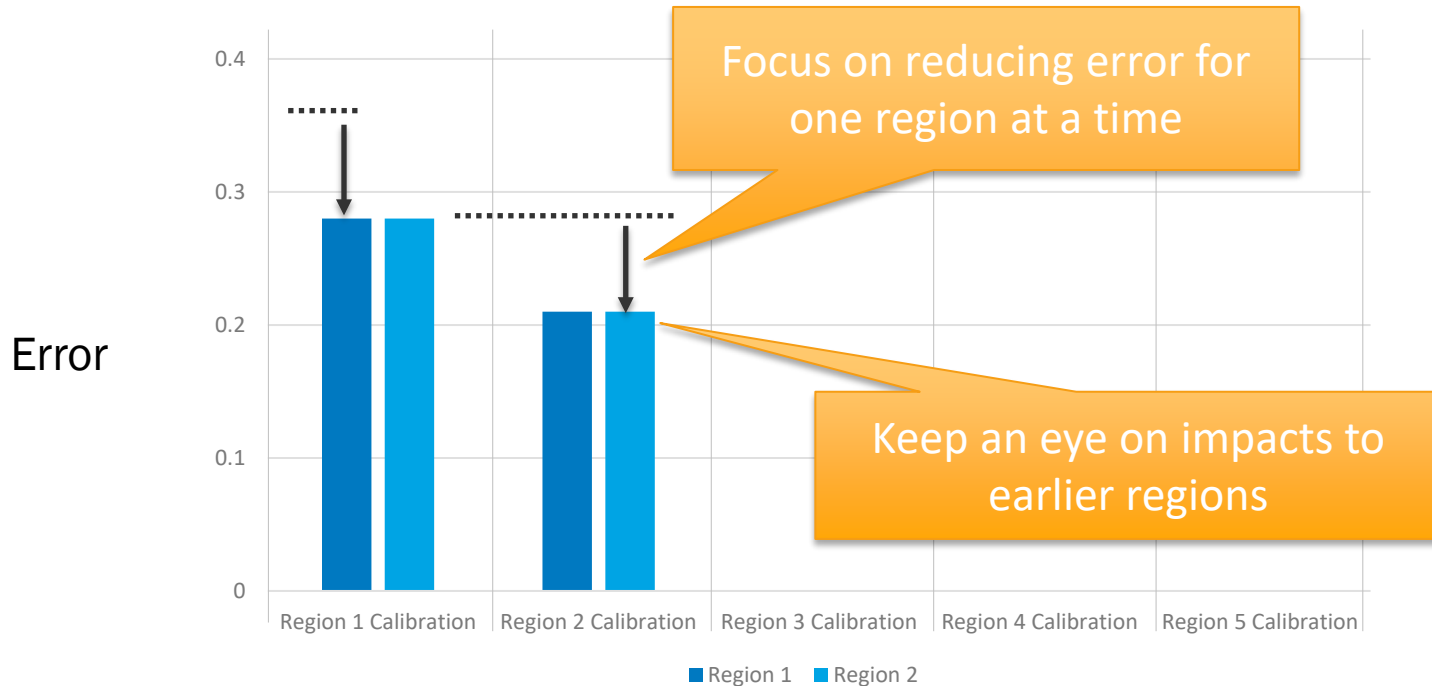 Focus on reducing error for
one region at a time
Keep an eye on impacts to
earlier regions
Error
0.4
0.3
0.2
0.1
0
Region 1 Calibration
Region 2 Calibration
Region 3 Calibration
Region 4 Calibration
Region 5 Calibration
Region 1
Region 2